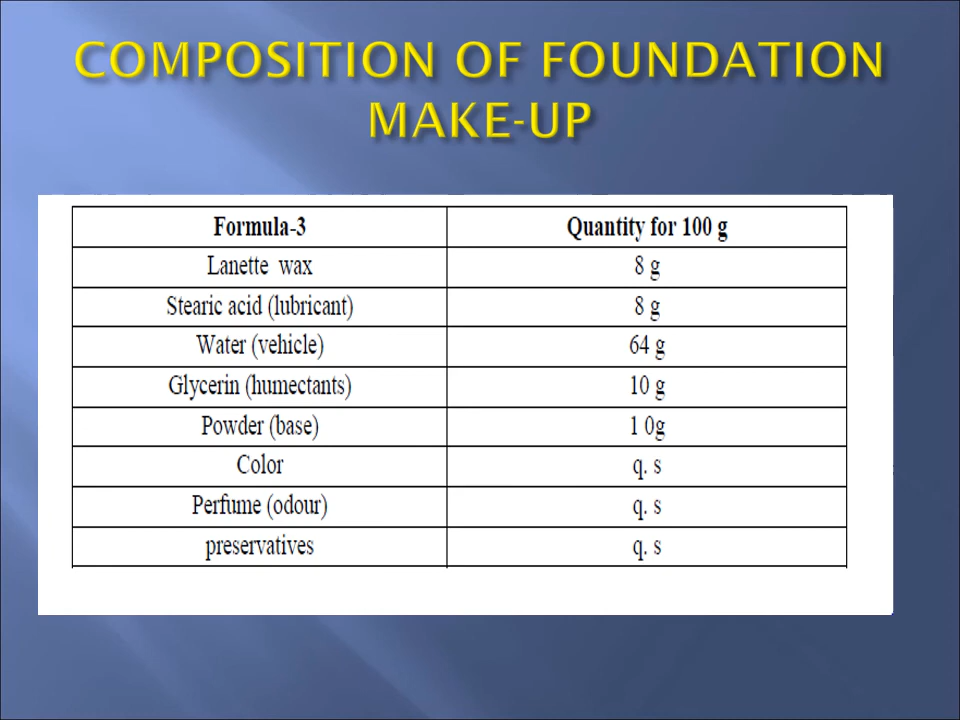 COMPOSITION OF FOUNDATION
MAKE-UP
Formula-3 Quantity for 100 g
Lanette wax 8 g
Stearic acid (lubricant) 8 g
Water (vehicle) 64 g
Glycerin (humectants) 10 g
Powder (base) 1 0g
Color q. s
Perfume (odour) q. s
preservatives q. s